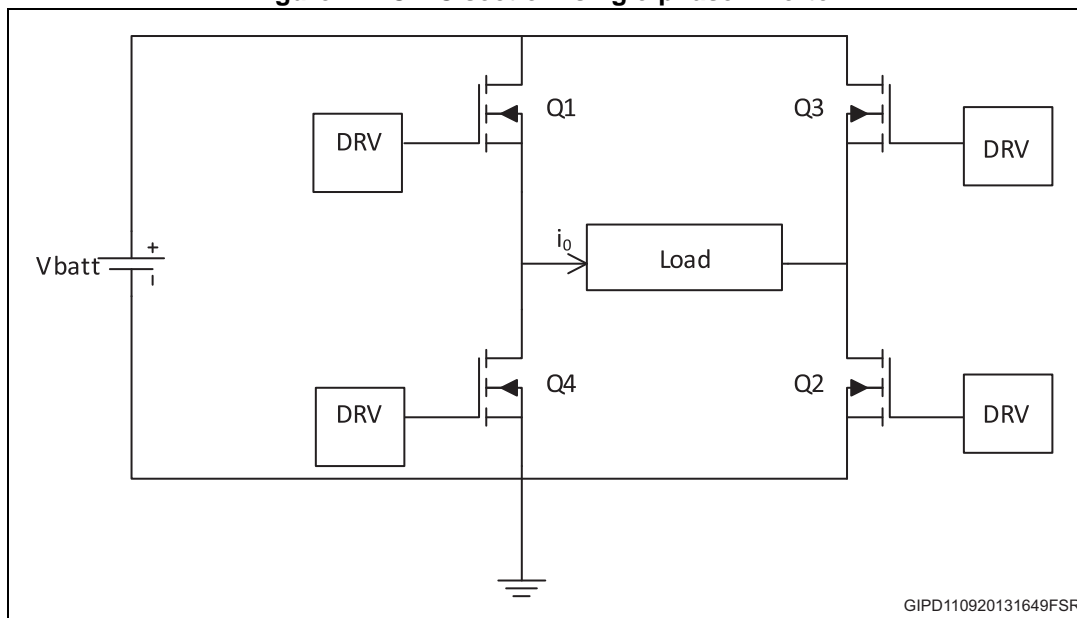 Q1
Q3
DRV
DRV
i0
Load
Vbatt
+
Q4
Q2
DRV
DRV
GIPD110920131649FSR